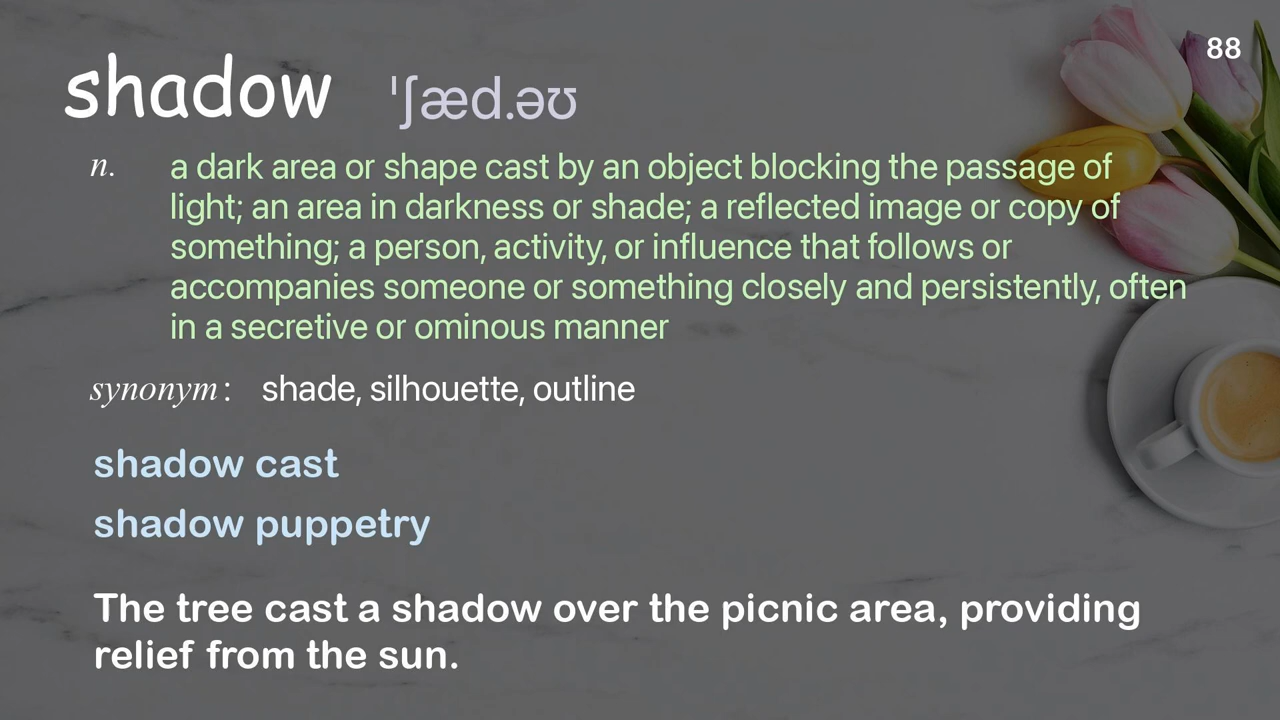 88
shadow ˈʃæd.əʊ
n. a dark area or shape cast by an object blocking the passage of
light; an area in darkness or shade; a reflected image or copy of
something; a person, activity, or influence that follows or
accompanies someone or something closely and persistently, often
in a secretive or ominous manner
synonym: shade, silhouette, outline
shadow cast
shadow puppetry
The tree cast a shadow over the picnic area, providing
relief from the sun.